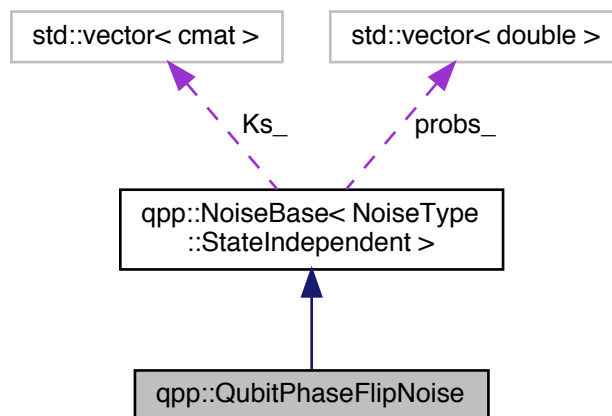 std::vector< cmat >
std::vector< double >
Ks_
probs_
qpp::NoiseBase< NoiseType
::StateIndependent >
qpp::QubitPhaseFlipNoise